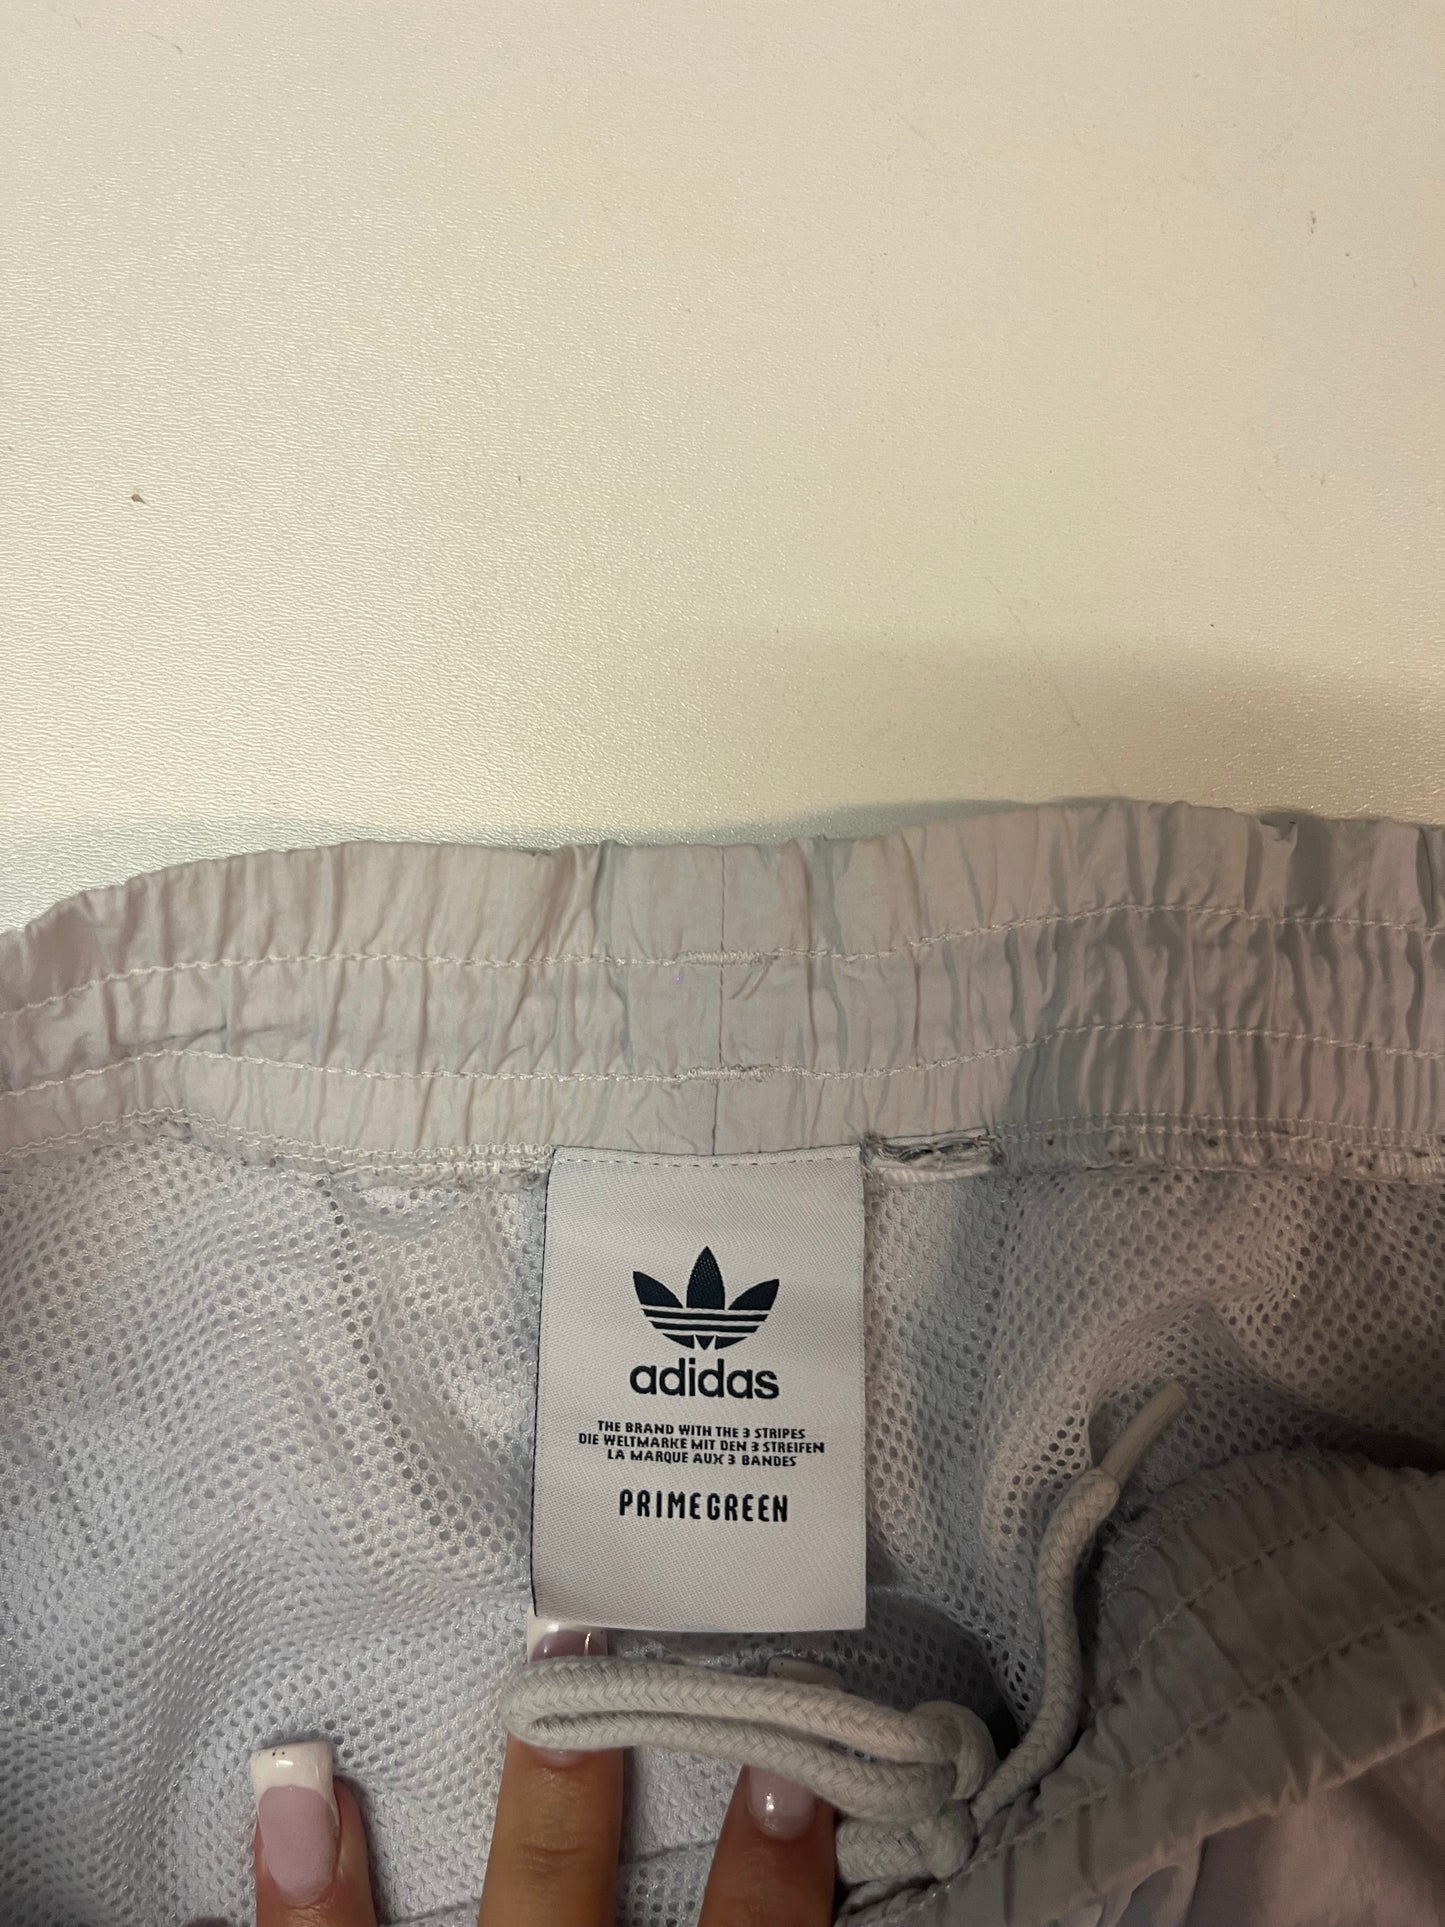 adidas
THE BRAND WITH THE 3 STRIPES
DIE WELTMARKE MIT DEN 3 STREIFEN
LA MARQUE AUX 3 BANDES
PRIMEGREEN